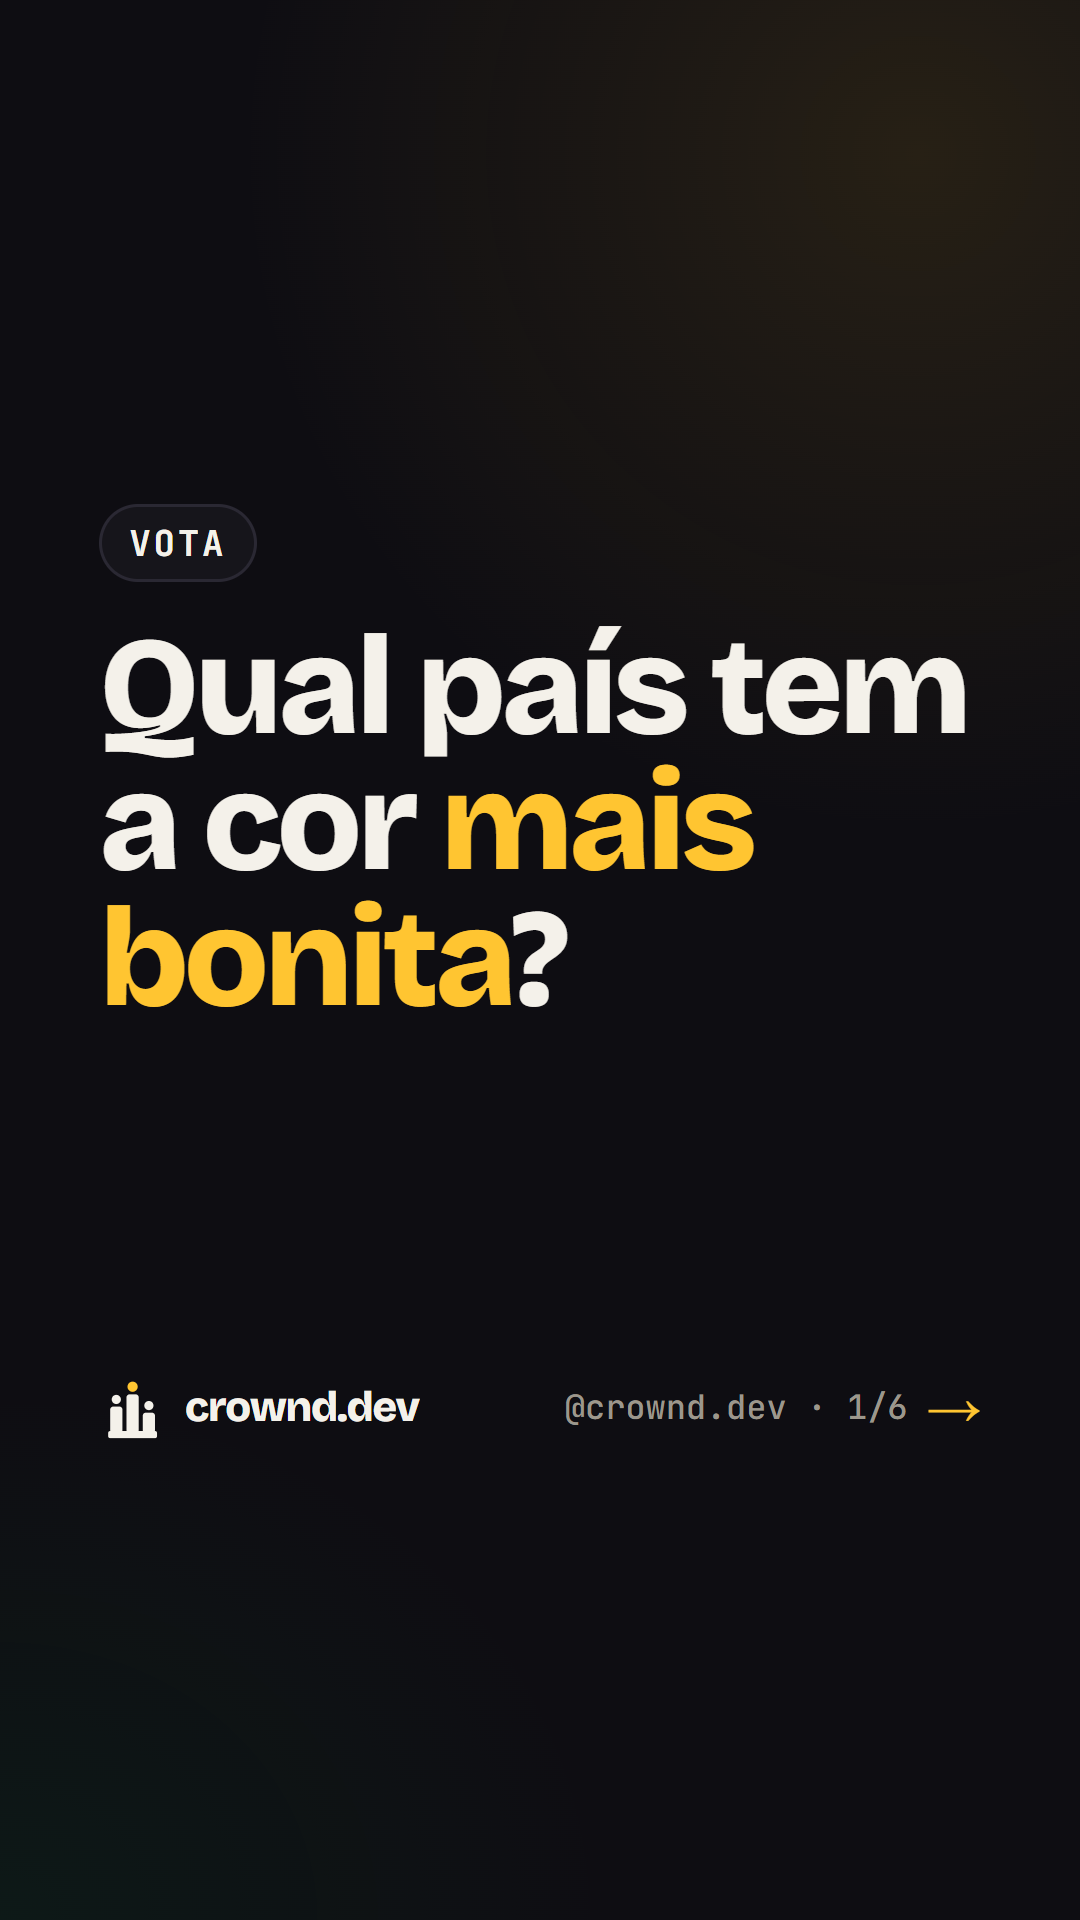 VOTA
Qual país tem
a cor mais
bonita?
crownd.dev
@crownd.dev · 1/6 →